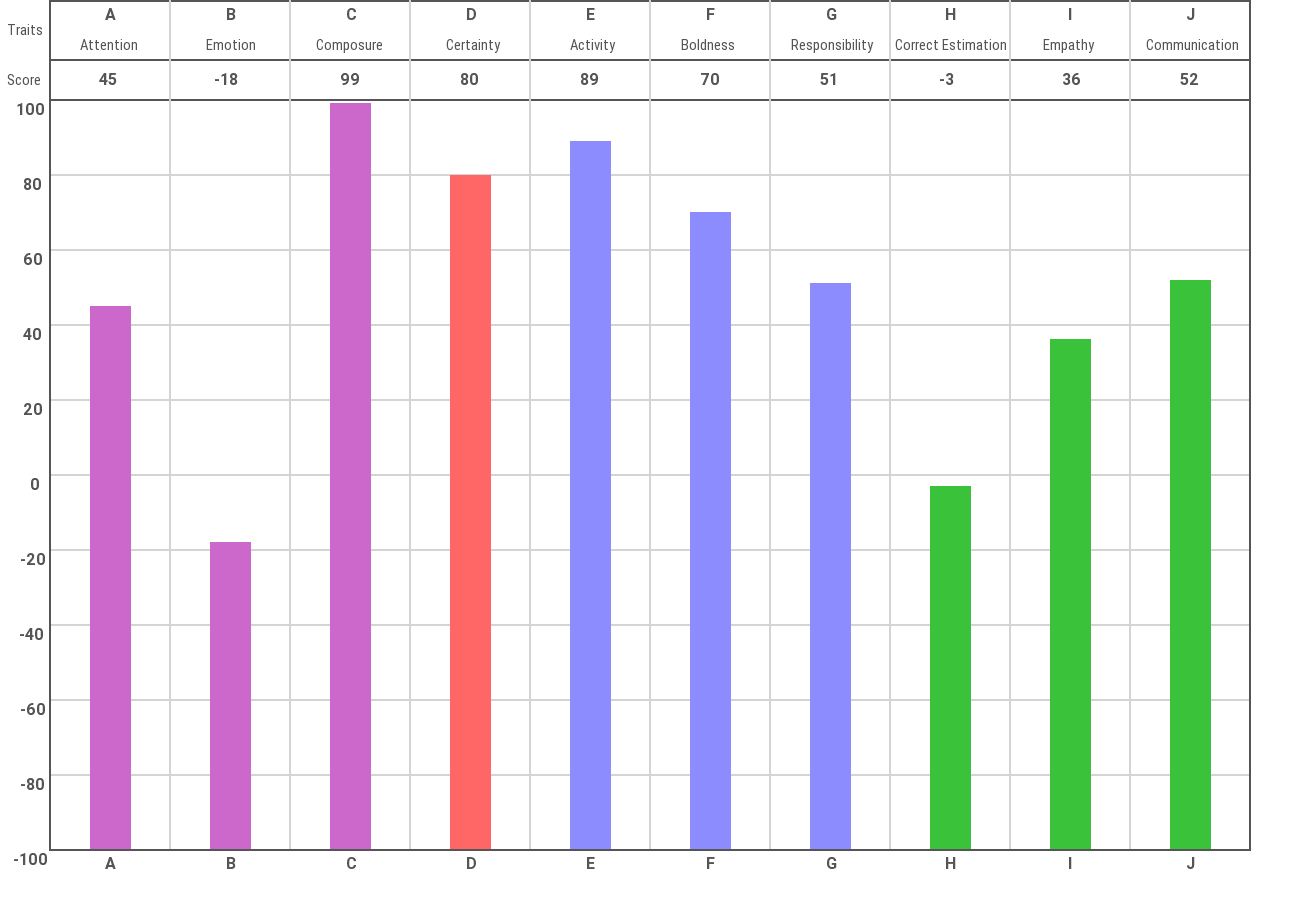 A B C D E F G H I J
Traits
Attention Emotion Composure Certainty Activity Boldness Responsibility Correct Estimation Empathy Communication
Score 45 -18 99 80 89 70 51 -3 36 52
100
80
60
40
20
0
-20
-40
-60
-80
-100
A B C D E F G H I J